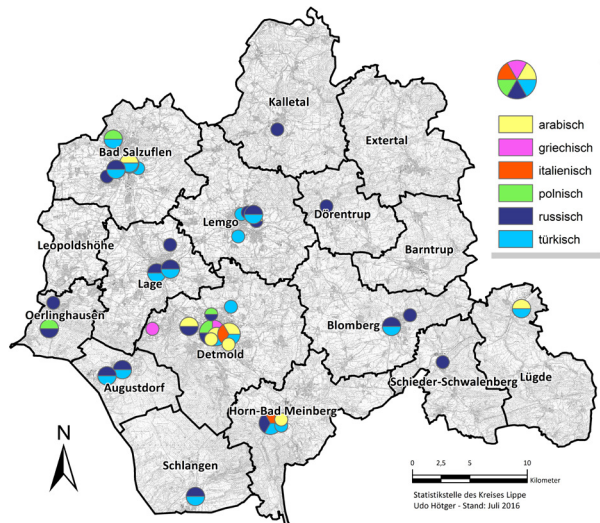 Kalletal
Extertal
Bad Salzuflen
Lemgo
Dörentrup
Leopoldshöhe
Barntrup
Lage
Oerlinghausen
Blomberg
Detmold
Augustdorf
Schieder-Schwalenberg
Lügde
Horn-Bad Meinberg
Schlangen
arabisch
griechisch
italienisch
polnisch
russisch
türkisch
N
0 2,5 5 10
Kilometer
Statistikstelle des Kreises Lippe
Udo Hötger - Stand: Juli 2016